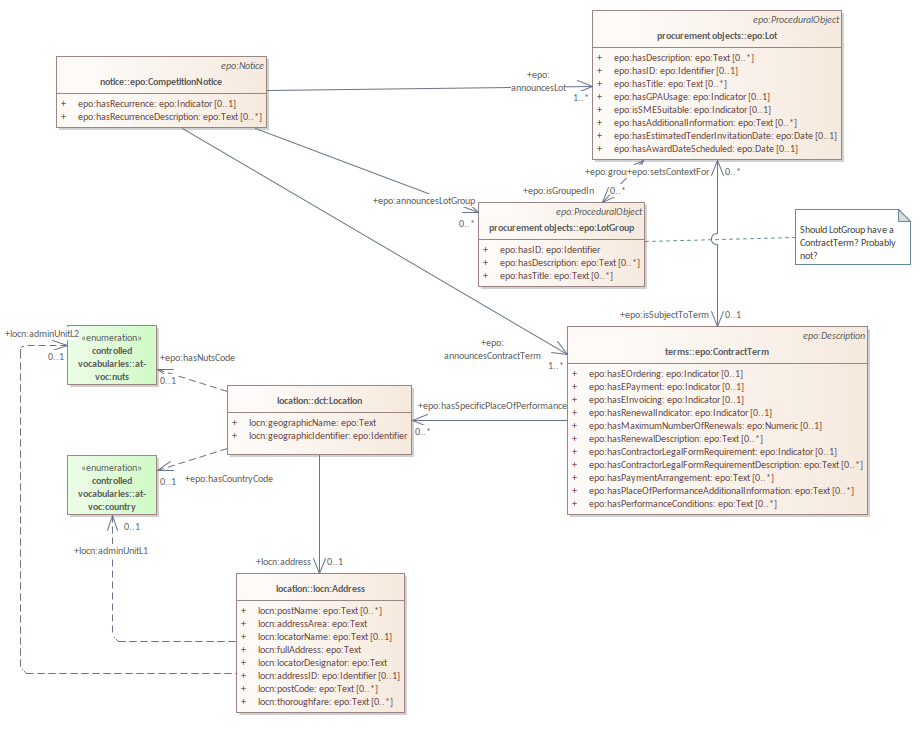 epo:ProceduralObject
procurement objects::epo:Lot
+ epo:hasDescription: epo:Text [0..*]
+ epo:hasID: epo:Identifier [0..1]
+ epo:hasTitle: epo:Text [0..*]
+ epo:hasGPAUsage: epo:Indicator [0..1]
+ epo:isSMESuitable: epo:Indicator [0..1]
+ epo:hasAdditionalInformation: epo:Text [0..*]
+ epo:hasEstimatedTenderInvitationDate: epo:Date [0..1]
+ epo:hasAwardDateScheduled: epo:Date [0..1]
epo:Notice
notice::epo:CompetitionNotice
+ epo:hasRecurrence: epo:Indicator [0..1]
+ epo:hasRecurrenceDescription: epo:Text [0..*]
+epo:
announcesLot
1..*
+epo:setsContextFor
0..*
+epo:isGroupedIn
0..*
+epo:announcesLotGroup
0..*
epo:ProceduralObject
procurement objects::epo:LotGroup
+ epo:hasID: epo:Identifier
+ epo:hasDescription: epo:Text [0..*]
+ epo:hasTitle: epo:Text [0..*]
Should LotGroup have a
ContractTerm? Probably
not?
+epo:isSubjectToTerm
0..1
+epo:
announcesContractTerm
1..*
epo:Description
terms::epo:ContractTerm
+ epo:hasEOrdering: epo:Indicator [0..1]
+ epo:hasEPayment: epo:Indicator [0..1]
+ epo:hasEInvoicing: epo:Indicator [0..1]
+ epo:hasRenewalIndicator: epo:Indicator [0..1]
+ epo:hasMaximumNumberOfRenewals: epo:Numeric [0..1]
+ epo:hasRenewalDescription: epo:Text [0..*]
+ epo:hasContractorLegalFormRequirement: epo:Indicator [0..1]
+ epo:hasContractorLegalFormRequirementDescription: epo:Text [0..*]
+ epo:hasPaymentArrangement: epo:Text [0..*]
+ epo:hasPlaceOfPerformanceAdditionalInformation: epo:Text [0..*]
+ epo:hasPerformanceConditions: epo:Text [0..*]
+locn:adminUnitL2
0..1
«enumeration»
controlled
vocabularies::at-
voc:nuts
+epo:hasNutsCode
0..1
location::dct:Location
+ locn:geographicName: epo:Text
+ locn:geographicIdentifier: epo:Identifier
+epo:hasSpecificPlaceOfPerformance
0..*
«enumeration»
controlled
vocabularies::at-
voc:country
0..1
+epo:hasCountryCode
0..1
+locn:adminUnitL1
+locn:address
0..1
location::locn:Address
+ locn:postName: epo:Text [0..*]
+ locn:addressArea: epo:Text
+ locn:locatorName: epo:Text [0..1]
+ locn:fullAddress: epo:Text
+ locn:locatorDesignator: epo:Text
+ locn:addressID: epo:Identifier [0..1]
+ locn:postCode: epo:Text [0..*]
+ locn:thoroughfare: epo:Text [0..*]